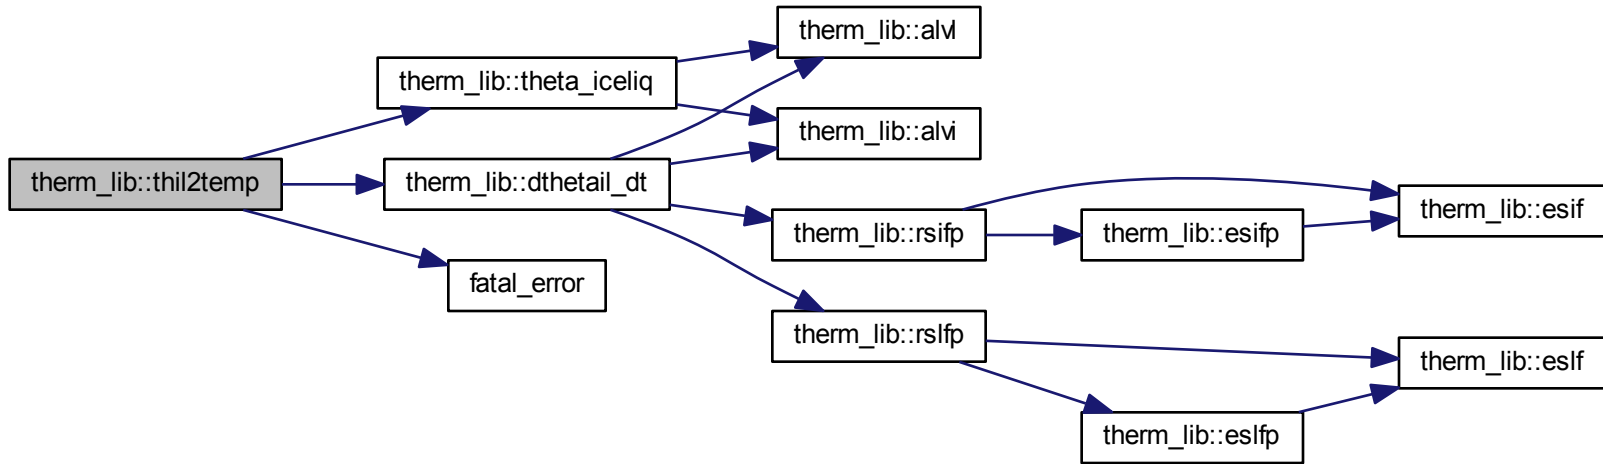 therm_lib::alvl
therm_lib::theta_iceliq
therm_lib::alvi
therm_lib::thil2temp
therm_lib::dthetail_dt
therm_lib::esif
therm_lib::rsifp
therm_lib::esifp
fatal_error
therm_lib::rslfp
therm_lib::eslf
therm_lib::eslfp